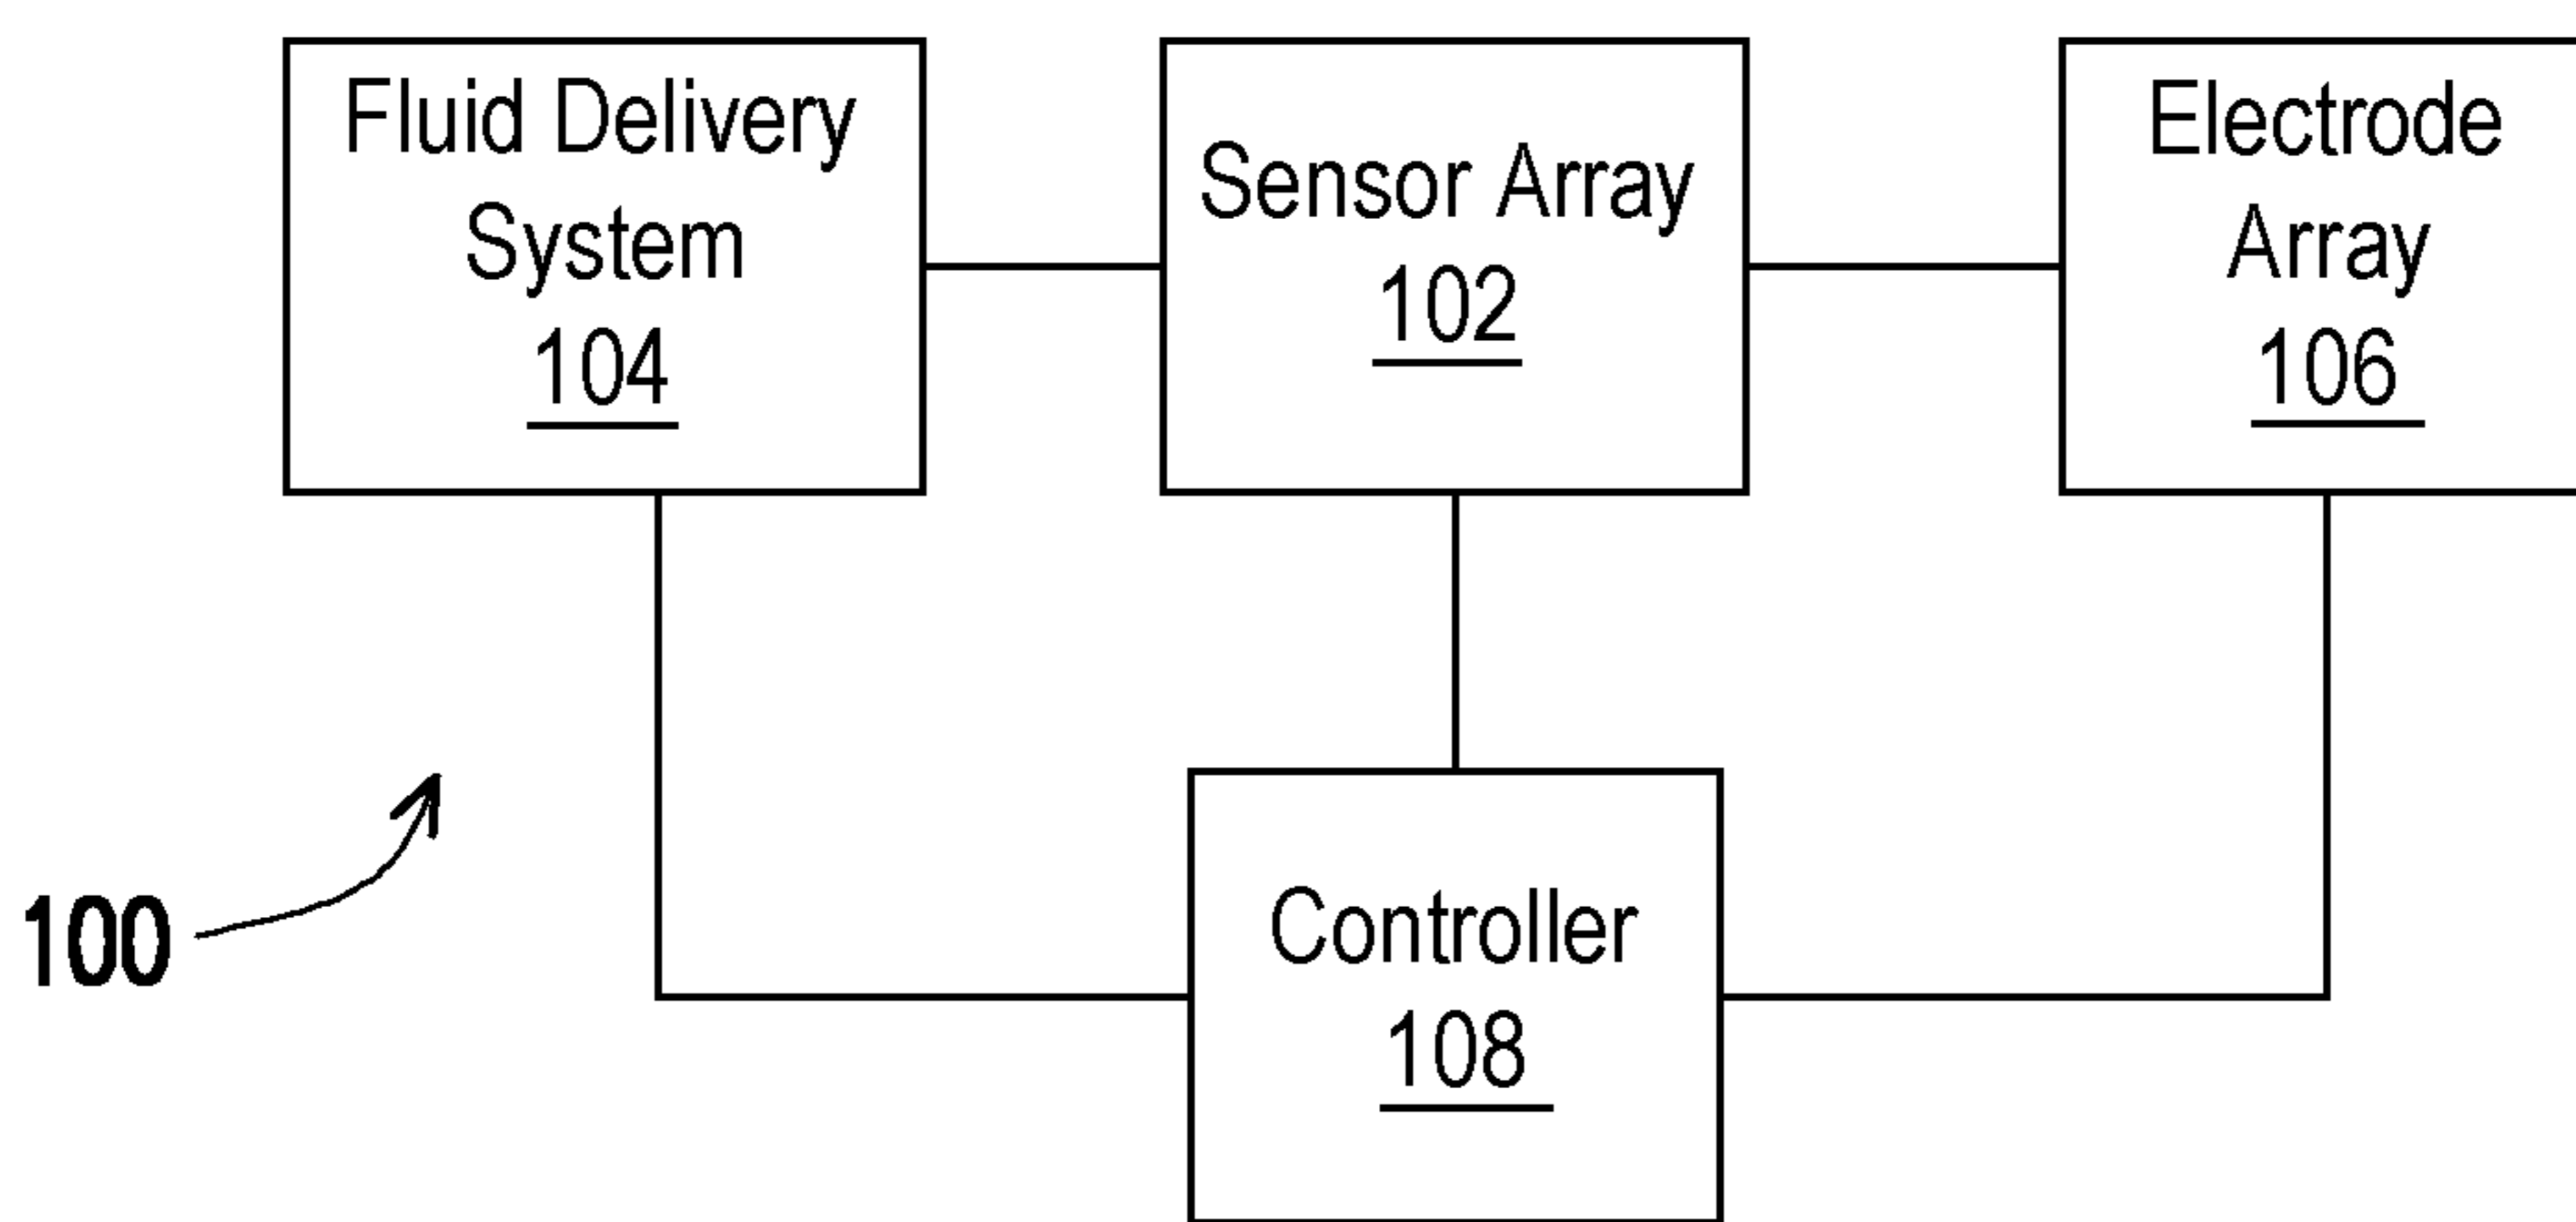 Fluid Delivery
System
104
Sensor Array
102
Electrode
Array
106
100
Controller
108